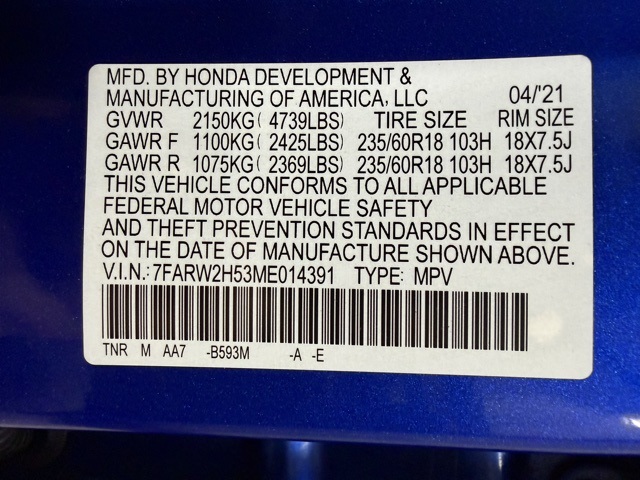 MFD. BY HONDA DEVELOPMENT &
MANUFACTURING OF AMERICA, LLC 04/'21
GVWR 2150KG( 4739LBS) TIRE SIZE RIM SIZE
GAWR F 1100KG( 2425LBS) 235/60R18 103H 18X7.5J
GAWR R 1075KG( 2369LBS) 235/60R18 103H 18X7.5J
THIS VEHICLE CONFORMS TO ALL APPLICABLE
FEDERAL MOTOR VEHICLE SAFETY
AND THEFT PREVENTION STANDARDS IN EFFECT
ON THE DATE OF MANUFACTURE SHOWN ABOVE.
V.I.N.:7FARW2H53ME014391 TYPE: MPV
TNR M AA7 -B593M -A -E